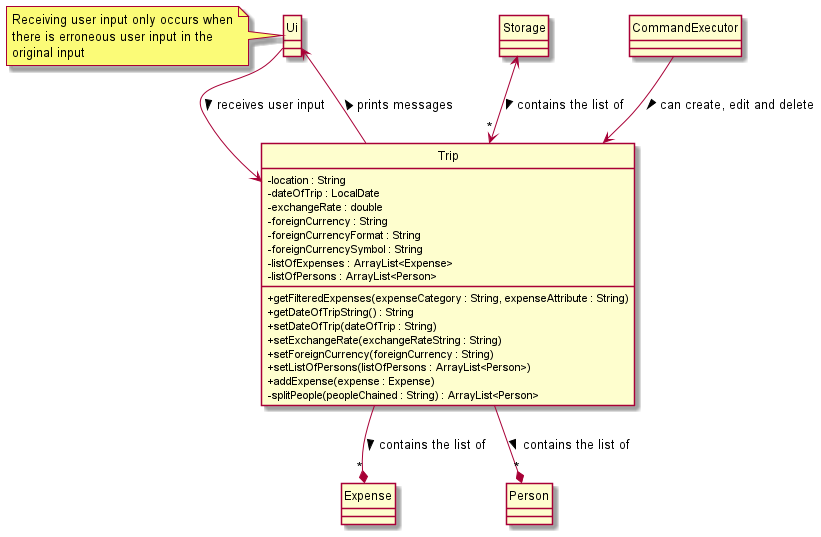 Receiving user input only occurs when
there is erroneous user input in the
original input
Ui
Storage
CommandExecutor
receives user input
prints messages
contains the list of
*
can create, edit and delete
Trip
-location : String
-dateOfTrip : LocalDate
-exchangeRate : double
-foreignCurrency : String
-foreignCurrencyFormat : String
-foreignCurrencySymbol : String
-listOfExpenses : ArrayList<Expense>
-listOfPersons : ArrayList<Person>
+getFilteredExpenses(expenseCategory : String, expenseAttribute : String)
+getDateOfTripString() : String
+setDateOfTrip(dateOfTrip : String)
+setExchangeRate(exchangeRateString : String)
+setForeignCurrency(foreignCurrency : String)
+setListOfPersons(listOfPersons : ArrayList<Person>)
+addExpense(expense : Expense)
-splitPeople(peopleChained : String) : ArrayList<Person>
contains the list of
*
contains the list of
*
Expense
Person